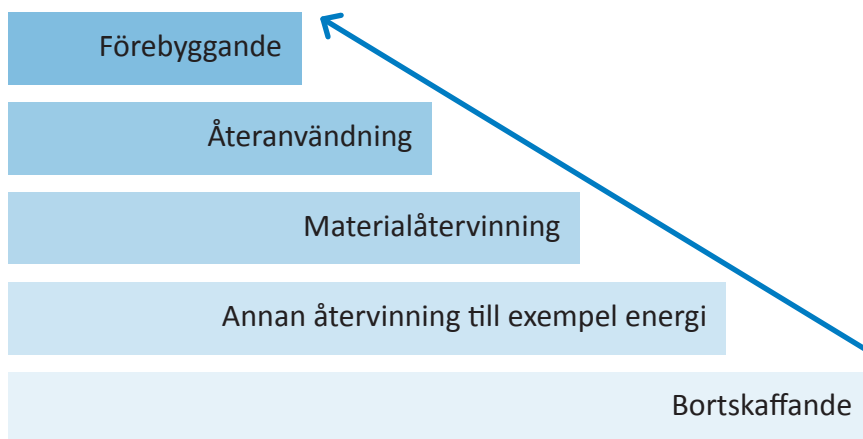 Förebyggande
Återanvändning
Materialåtervinning
Annan återvinning till exempel energi
Bortskaffande